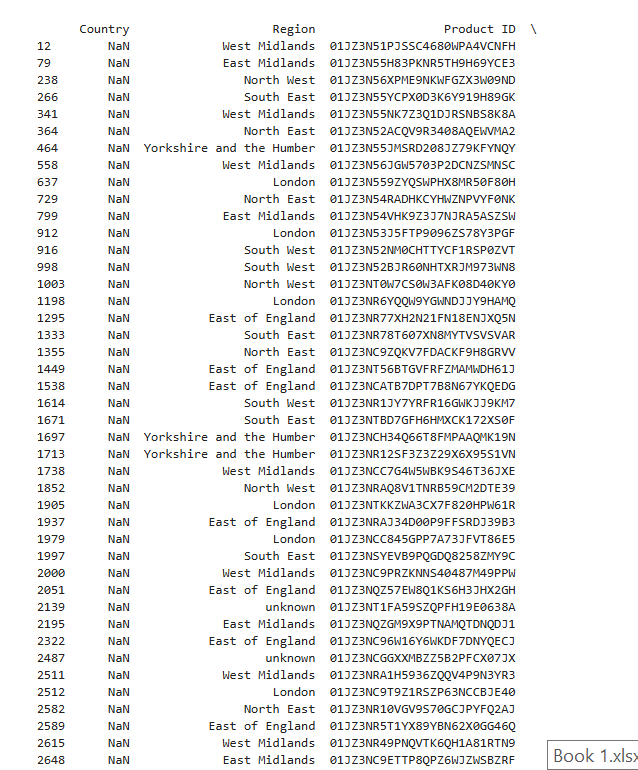 Country Region Product ID \
12 NaN West Midlands 01JZ3N51PJSSC4680WPA4VCNFH
79 NaN East Midlands 01JZ3N55H83PKNR5TH9H69YCE3
238 NaN North West 01JZ3N56XPME9NKWFGZX3W09ND
266 NaN South East 01JZ3N55YCPX0D3K6Y919H89GK
341 NaN West Midlands 01JZ3N55NK7Z3Q1DJRSNBS8K8A
364 NaN North East 01JZ3N52ACQV9R3408AQEWVMA2
464 NaN Yorkshire and the Humber 01JZ3N55JMSRD208JZ79KFYNQY
558 NaN West Midlands 01JZ3N56JGW5703P2DCNZSMNSC
637 NaN London 01JZ3N559ZYQSWPHX8MR50F80H
729 NaN North East 01JZ3N54RADHKCYHWZNPVYF0NK
799 NaN East Midlands 01JZ3N54VHK9Z3J7NJRA5ASZSW
912 NaN London 01JZ3N53J5FTP9096ZS78Y3PGF
916 NaN South West 01JZ3N52NM0CHTTYCF1RSP0ZVT
998 NaN South West 01JZ3N52BJR60NHTXRJM973WN8
1003 NaN North West 01JZ3NT0W7CS0W3AFK08D40KY0
1198 NaN London 01JZ3NR6YQQW9YGWNDJJY9HAMQ
1295 NaN East of England 01JZ3NR77XH2N21FN18ENJXQ5N
1333 NaN South East 01JZ3NR78T607XN8MYTVSVSVAR
1355 NaN North East 01JZ3NC9ZQKV7FDACKF9H8GRVV
1449 NaN East of England 01JZ3NT56BTGVFRFZMAMWDH61J
1538 NaN East of England 01JZ3NCATB7DPT7B8N67YKQEDG
1614 NaN South West 01JZ3NR1JY7YRFR16GWKJJ9KM7
1671 NaN South East 01JZ3NTBD7GFH6HMXCK172XS0F
1697 NaN Yorkshire and the Humber 01JZ3NCH34Q66T8FMPAAQMK19N
1713 NaN Yorkshire and the Humber 01JZ3NR12SF3Z3Z29X6X95S1VN
1738 NaN West Midlands 01JZ3NCC7G4W5WBK9S46T36JXE
1852 NaN North West 01JZ3NRAQ8V1TNRB59CM2DTE39
1905 NaN London 01JZ3NTKKZWA3CX7F820HPW61R
1937 NaN East of England 01JZ3NRAJ34D00P9FFSRDJ39B3
1979 NaN London 01JZ3NCC845GPP7A73JFVT86E5
1997 NaN South East 01JZ3NSYEVB9PQGDQ8258ZMY9C
2000 NaN West Midlands 01JZ3NC9PRZKNNS40487M49PPW
2051 NaN East of England 01JZ3NQZ57EW8Q1KS6H3JHX2GH
2139 NaN unknown 01JZ3NT1FA59SZQPFH19E0638A
2195 NaN East Midlands 01JZ3NQZGM9X9PTNAMQTDNQDJ1
2322 NaN East of England 01JZ3NC96W16Y6WKDF7DNYQECJ
2487 NaN unknown 01JZ3NCGGXXMBZZ5B2PFCX07JX
2511 NaN West Midlands 01JZ3NRA1H5936ZQQV4P9N3YR3
2512 NaN London 01JZ3NC9T9Z1RSZP63NCCBJE40
2582 NaN North East 01JZ3NR10VGV9S70GCJPYFQ2AJ
2589 NaN East of England 01JZ3NR5T1YX89YBN62X0GG46Q
2615 NaN West Midlands 01JZ3NR49PNQVTK6QH1A81RTN9
2648 NaN East Midlands 01JZ3NC9ETTP8QPZ6WJZWSBZRF
Book 1.xlsx